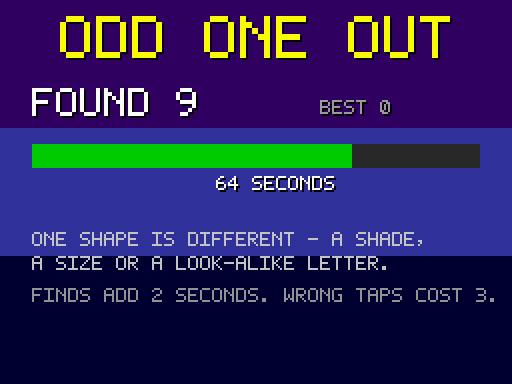 ODD ONE OUT
FOUND 9
BEST 0
64 SECONDS
ONE SHAPE IS DIFFERENT - A SHADE,
A SIZE OR A LOOK-ALIKE LETTER.
FINDS ADD 2 SECONDS. WRONG TAPS COST 3.